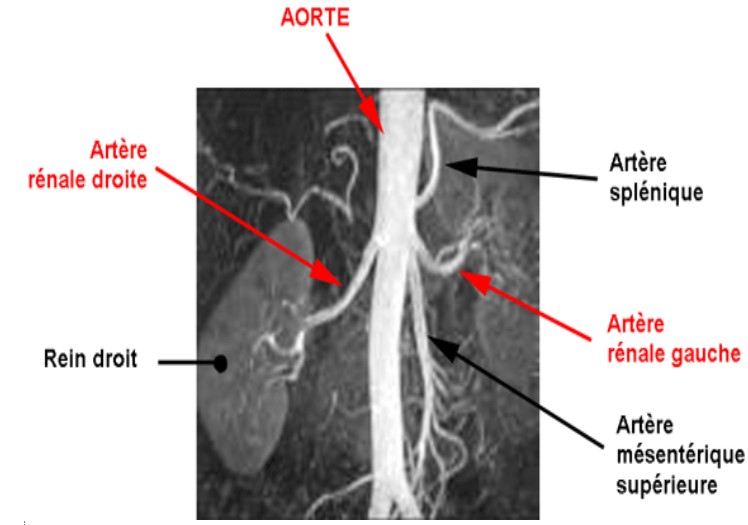 AORTE
Artère
rénale droite
Artère
splénique
Artère
rénale gauche
Rein droit
Artère
mésentérique
supérieure